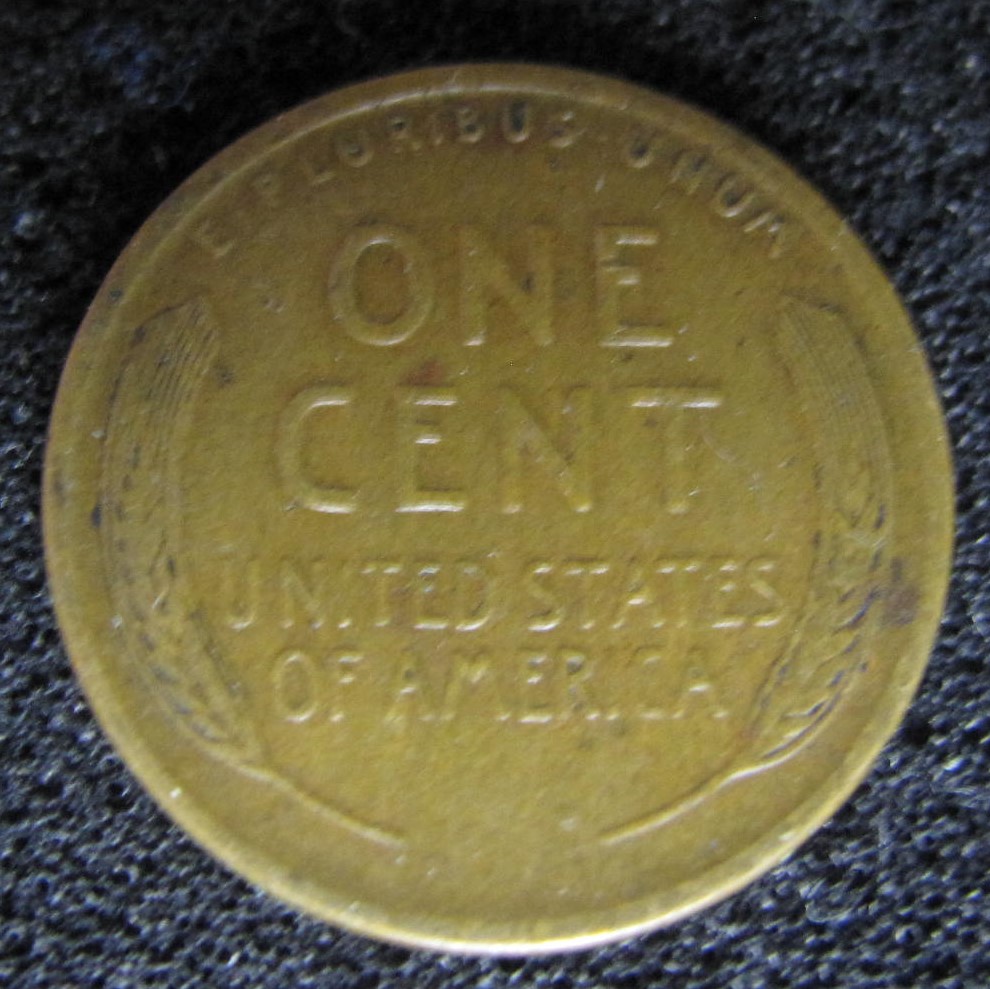 E · PLURIBUS · UNUM
ONE
CENT
UNITED STATES
OF AMERICA